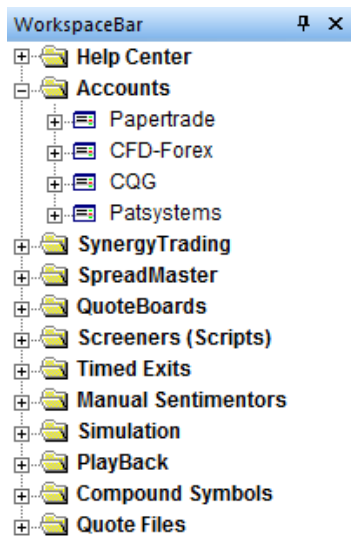 WorkspaceBar
Help Center
Accounts
Papertrade
CFD-Forex
CQG
Patsystems
SynergyTrading
SpreadMaster
QuoteBoards
Screeners (Scripts)
Timed Exits
Manual Sentimentors
Simulation
PlayBack
Compound Symbols
Quote Files